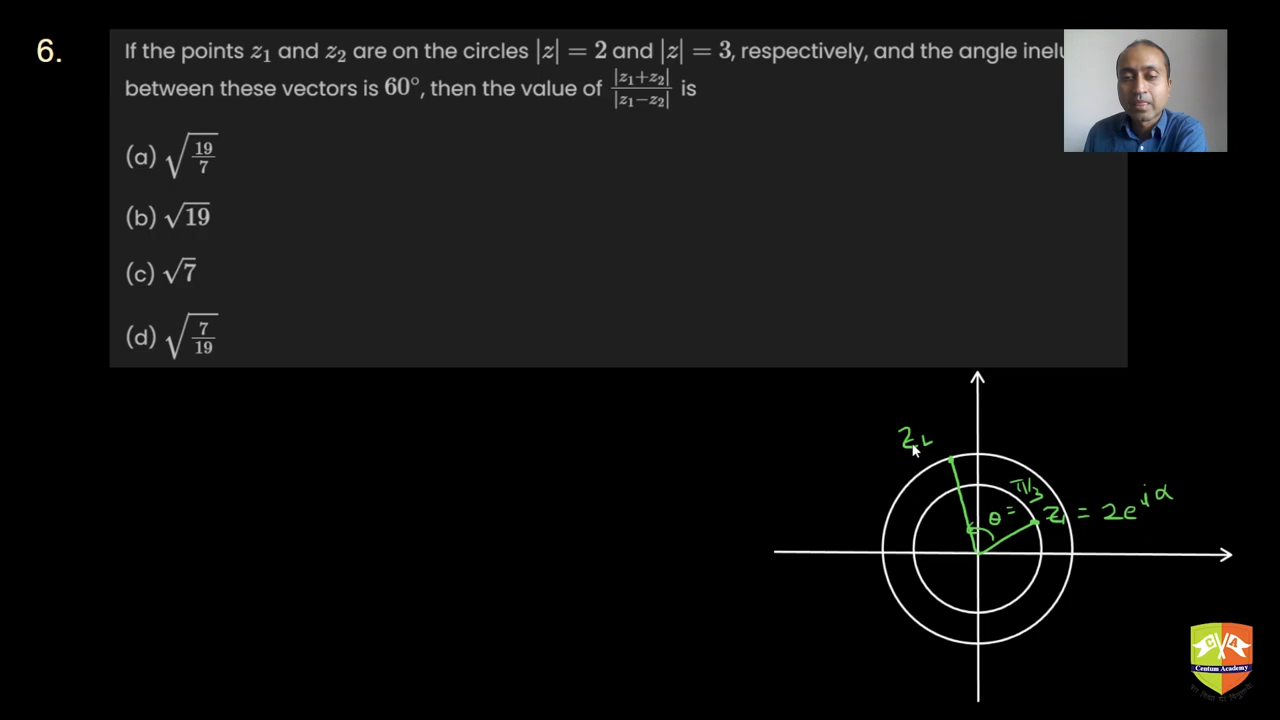 6.
If the points z₁ and z₂ are on the circles |z| = 2 and |z| = 3, respectively, and the angle
between these vectors is 60°, then the value of |z₁+z₂|/|z₁−z₂| is
(a) √(19/7)
(b) √19
(c) √7
(d) √(7/19)
z₂
θ = π/3
z₁ = 2e^{iα}
C A
Centum Academy